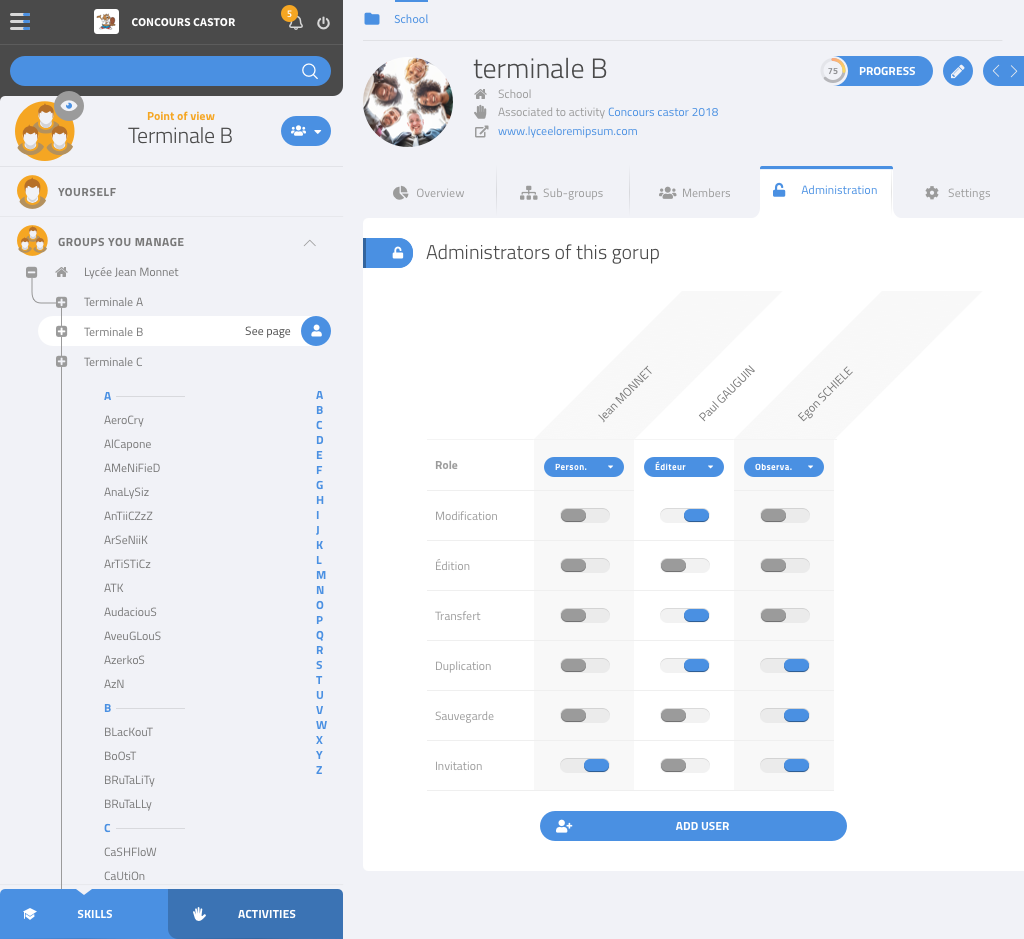 CONCOURS CASTOR
5
Point of view
Terminale B
YOURSELF
GROUPS YOU MANAGE
Lycée Jean Monnet
Terminale A
Terminale B
See page
Terminale C
A
AeroCry
AlCapone
AMeNiFieD
AnaLySiz
AnTiiCZzZ
ArSeNiiK
ArTiSTiCz
ATK
AudaciouS
AveuGLouS
AzerkoS
AzN
B
BLacKouT
BoOsT
BRuTaLiTy
BRuTaLLy
C
CaSHFloW
CaUtiOn
A
B
C
D
E
F
G
H
I
J
K
L
M
N
O
P
Q
R
S
T
U
V
W
X
Y
Z
SKILLS
ACTIVITIES
School
terminale B
School
Associated to activity Concours castor 2018
www.lyceeloremipsum.com
75
PROGRESS
Overview
Sub-groups
Members
Administration
Settings
Administrators of this gorup
Jean MONNET
Paul GAUGUIN
Egon SCHIELE
Role
Person.
Éditeur
Observa.
Modification
Édition
Transfert
Duplication
Sauvegarde
Invitation
ADD USER